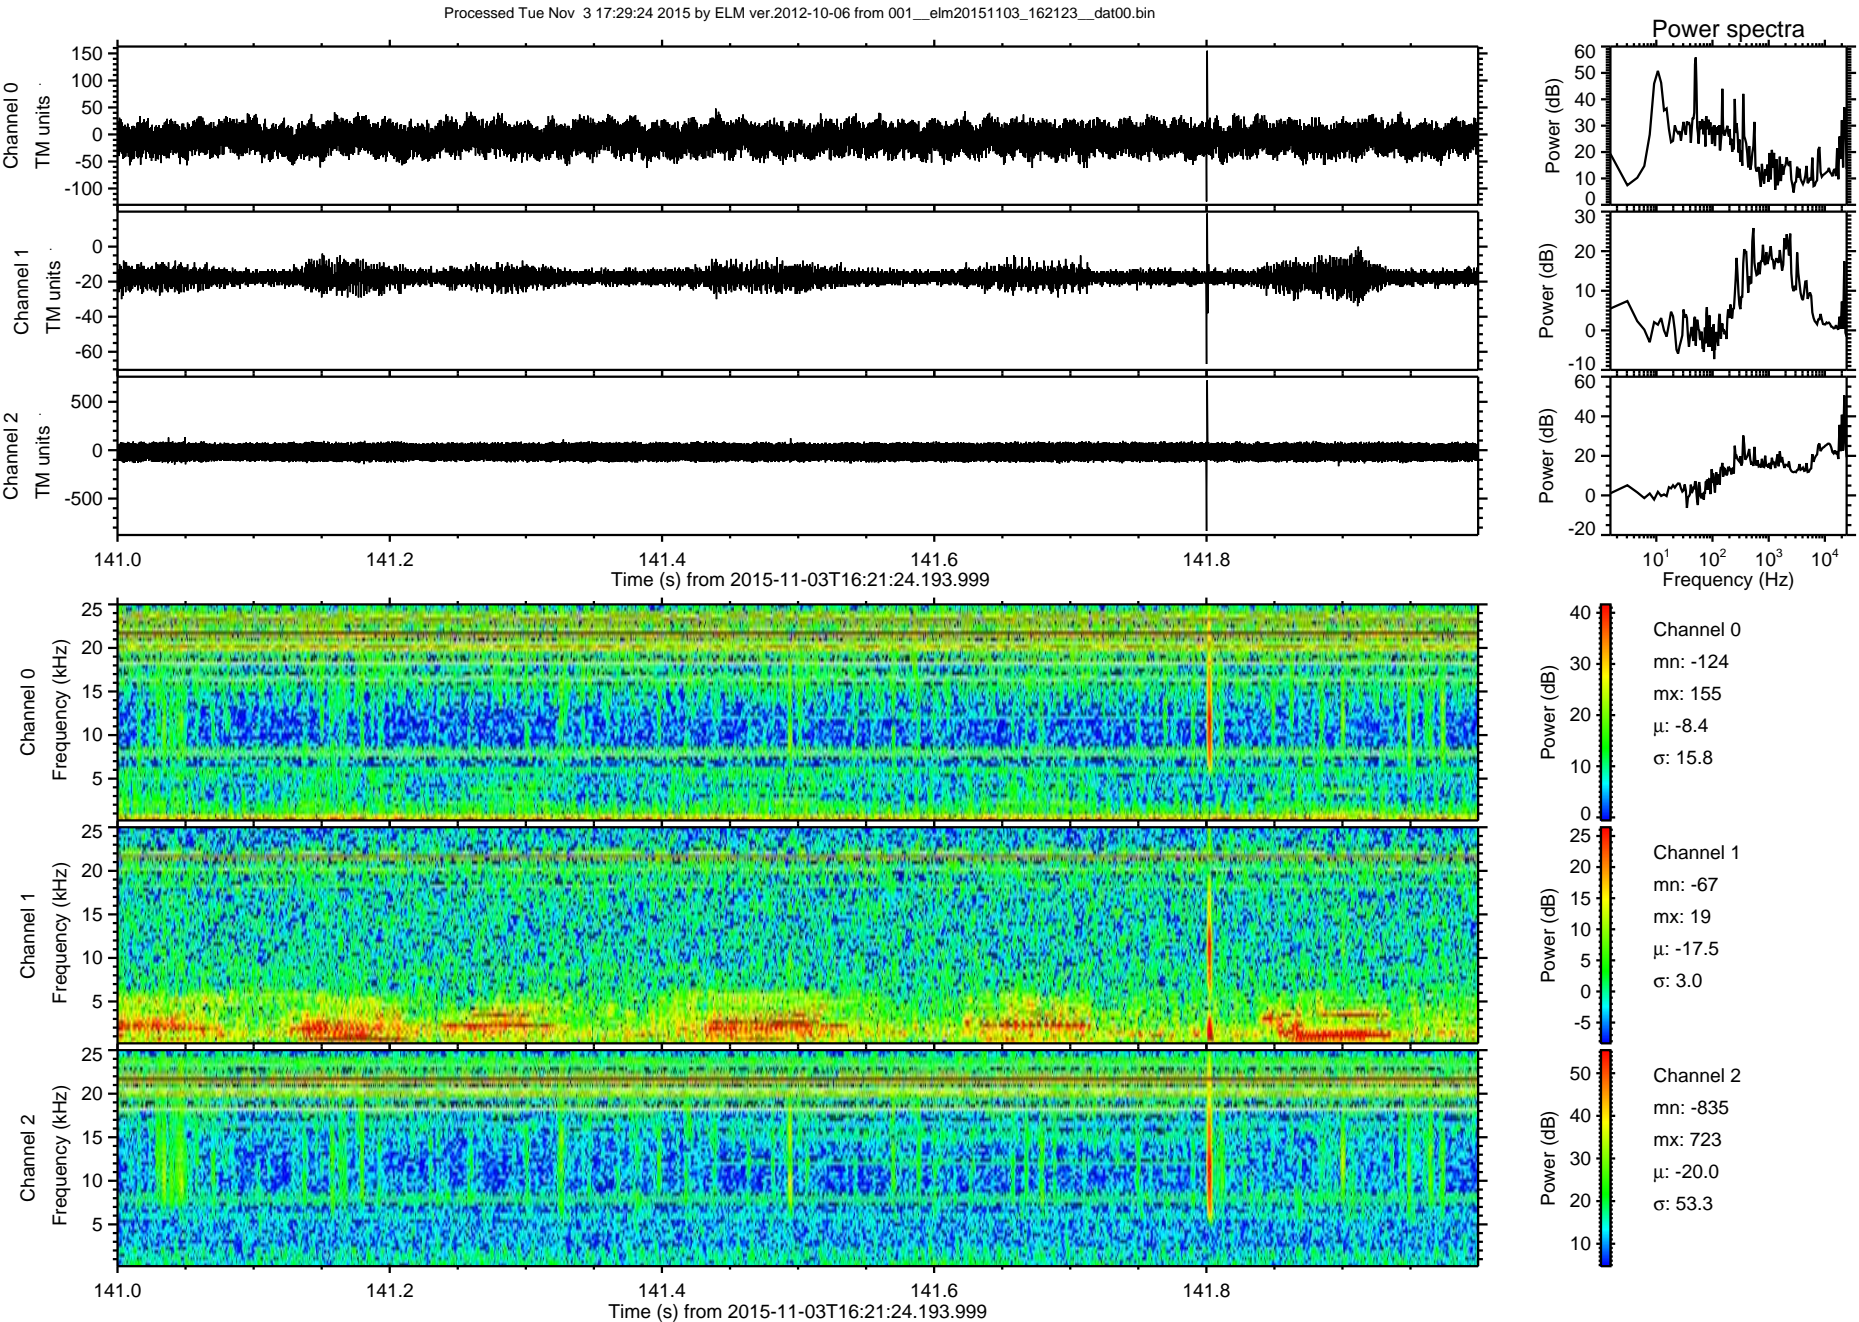 Processed Tue Nov 3 17:29:24 2015 by ELM ver.2012-10-06 from 001__elm20151103_162123__dat00.bin
Power spectra
Channel 0
TM units
150
100
50
0
-50
-100
Power (dB)
60
50
40
30
20
10
0
Channel 1
TM units
0
-20
-40
-60
Power (dB)
30
20
10
0
-10
Channel 2
TM units
500
0
-500
Power (dB)
60
40
20
0
-20
141.0 141.2 141.4 141.6 141.8
Time (s) from 2015-11-03T16:21:24.193.999
10¹ 10² 10³ 10⁴
Frequency (Hz)
Channel 0
Frequency (kHz)
25
20
15
10
5
Power (dB)
40
30
20
10
0
Channel 0
mn: -124
mx: 155
μ: -8.4
σ: 15.8
Channel 1
Frequency (kHz)
25
20
15
10
5
Power (dB)
25
20
15
10
5
0
-5
Channel 1
mn: -67
mx: 19
μ: -17.5
σ: 3.0
Channel 2
Frequency (kHz)
25
20
15
10
5
Power (dB)
50
40
30
20
10
Channel 2
mn: -835
mx: 723
μ: -20.0
σ: 53.3
141.0 141.2 141.4 141.6 141.8
Time (s) from 2015-11-03T16:21:24.193.999